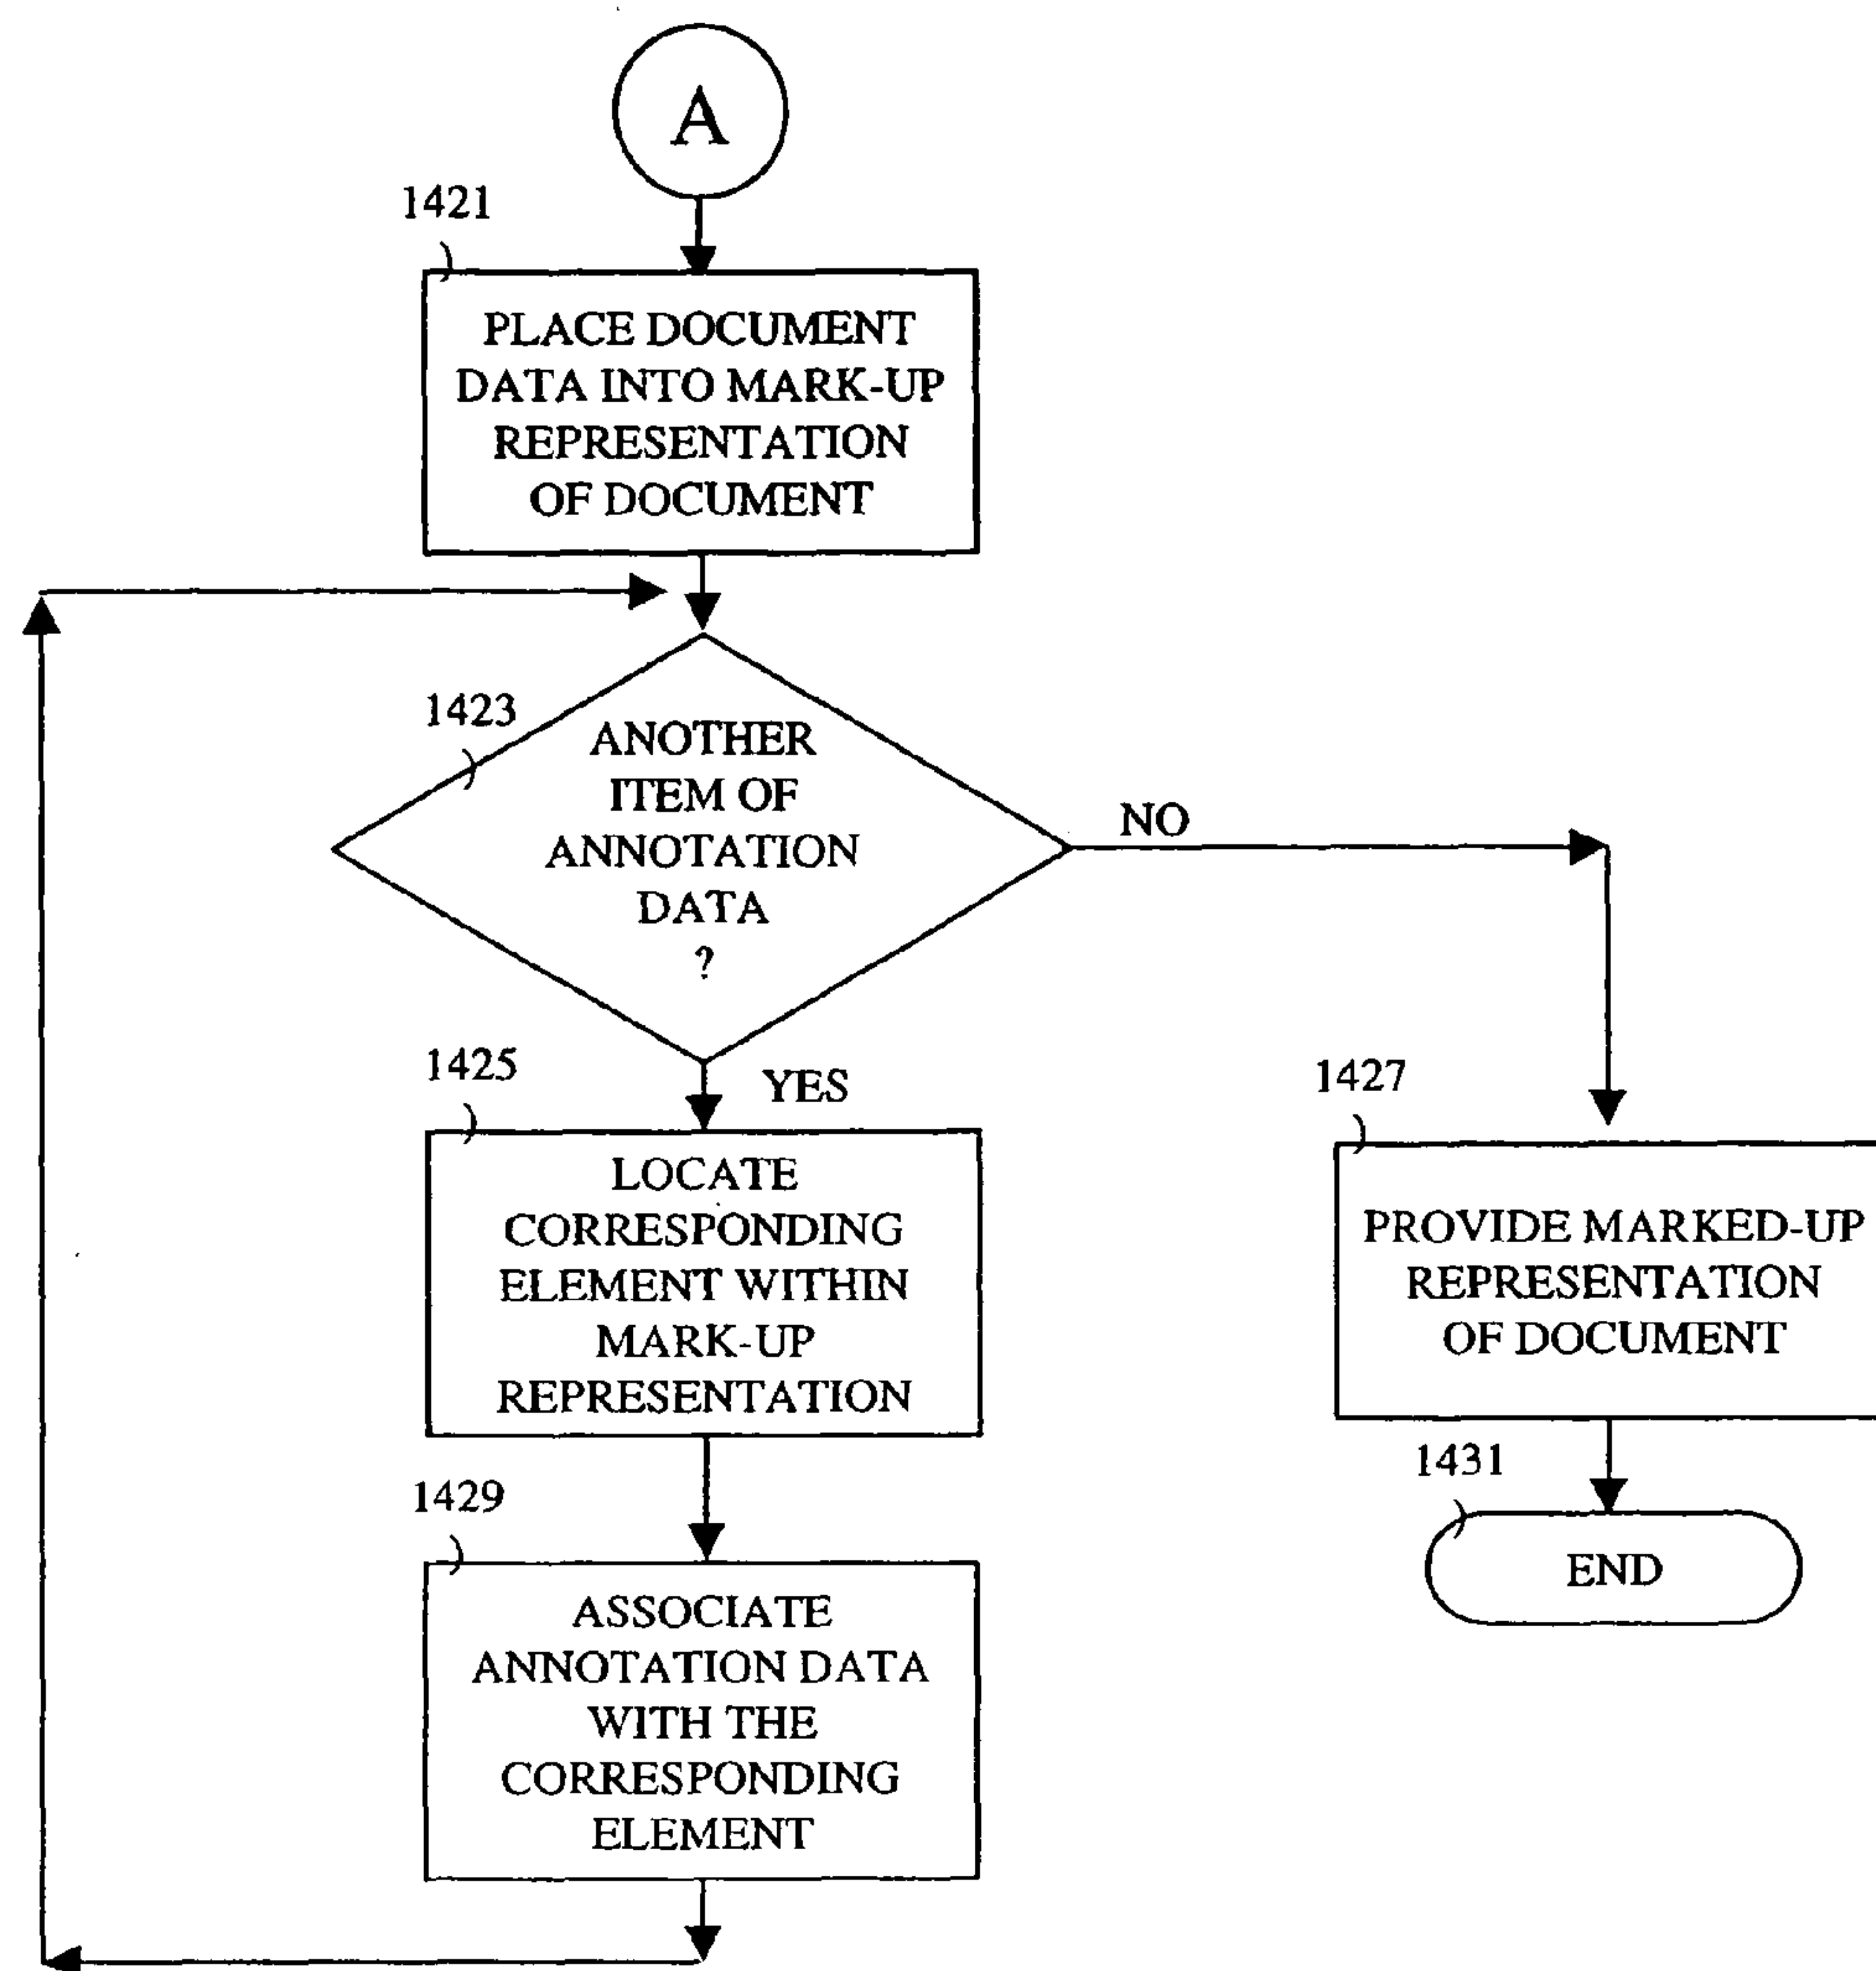 A
1421
PLACE DOCUMENT
DATA INTO MARK-UP
REPRESENTATION
OF DOCUMENT
1423
ANOTHER
ITEM OF
ANNOTATION
DATA
?
NO
YES
1425
LOCATE
CORRESPONDING
ELEMENT WITHIN
MARK-UP
REPRESENTATION
1427
PROVIDE MARKED-UP
REPRESENTATION
OF DOCUMENT
1429
ASSOCIATE
ANNOTATION DATA
WITH THE
CORRESPONDING
ELEMENT
1431
END